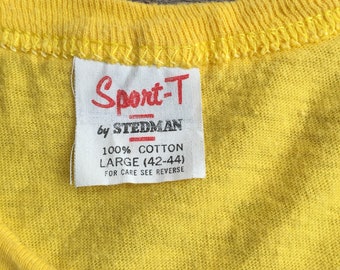 Sport-T
by STEDMAN
100% COTTON
LARGE (42-44)
FOR CARE SEE REVERSE